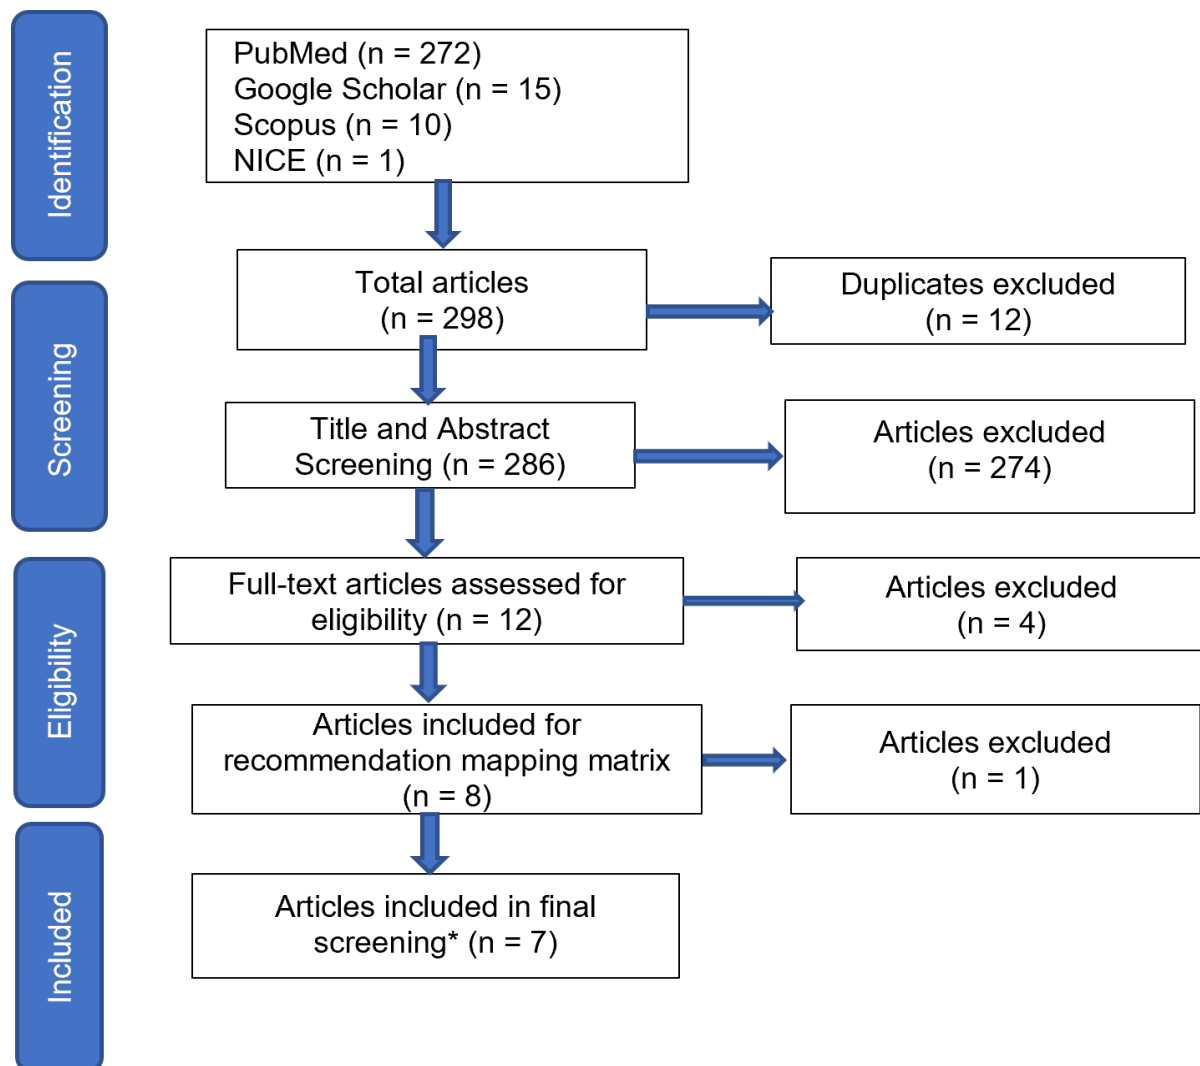 Identification
PubMed (n = 272)
Google Scholar (n = 15)
Scopus (n = 10)
NICE (n = 1)
Total articles
(n = 298)
Duplicates excluded
(n = 12)
Screening
Title and Abstract
Screening (n = 286)
Articles excluded
(n = 274)
Eligibility
Full-text articles assessed for
eligibility (n = 12)
Articles excluded
(n = 4)
Articles included for
recommendation mapping matrix
(n = 8)
Articles excluded
(n = 1)
Included
Articles included in final
screening* (n = 7)